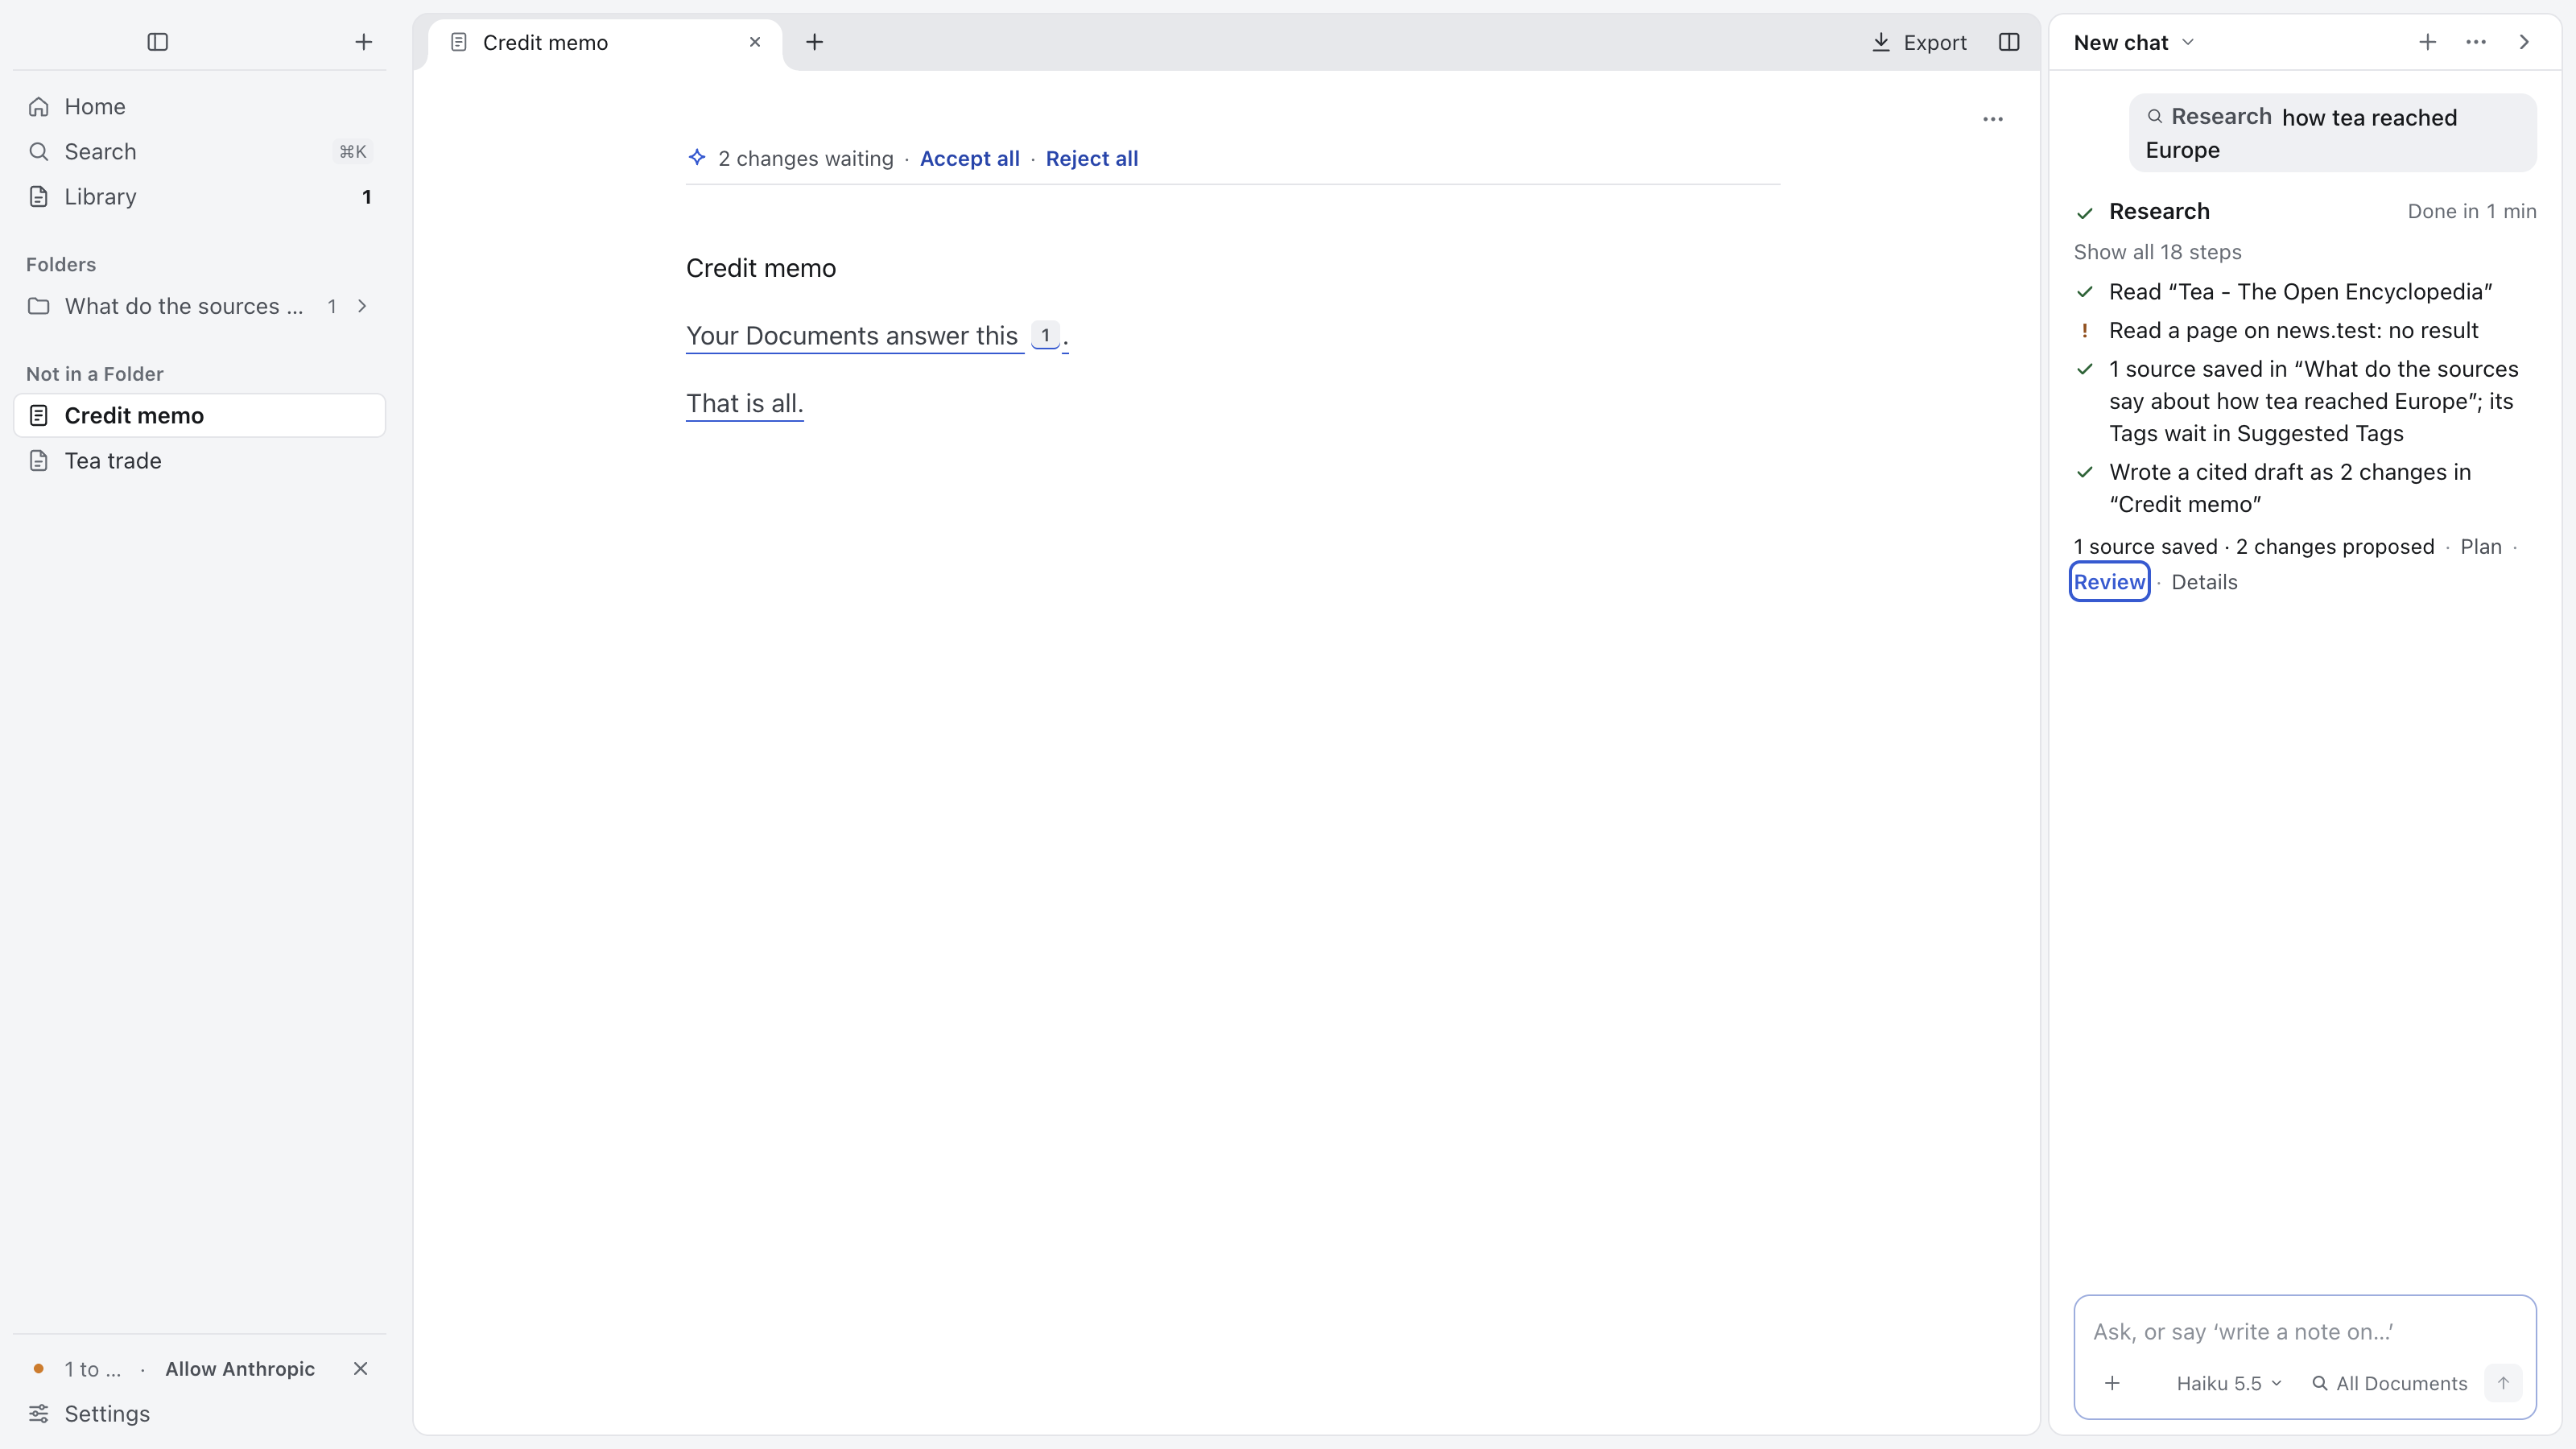 Home
Search ⌘K
Library 1
Folders
What do the sources ... 1
Not in a Folder
Credit memo
Tea trade
1 to ... · Allow Anthropic
Settings
Credit memo
Export
2 changes waiting · Accept all · Reject all
Credit memo
Your Documents answer this 1.
That is all.
New chat
Research how tea reached
Europe
Research Done in 1 min
Show all 18 steps
Read “Tea - The Open Encyclopedia”
! Read a page on news.test: no result
1 source saved in “What do the sources
say about how tea reached Europe”; its
Tags wait in Suggested Tags
Wrote a cited draft as 2 changes in
“Credit memo”
1 source saved · 2 changes proposed · Plan ·
Review · Details
Ask, or say ‘write a note on...’
Haiku 5.5 All Documents